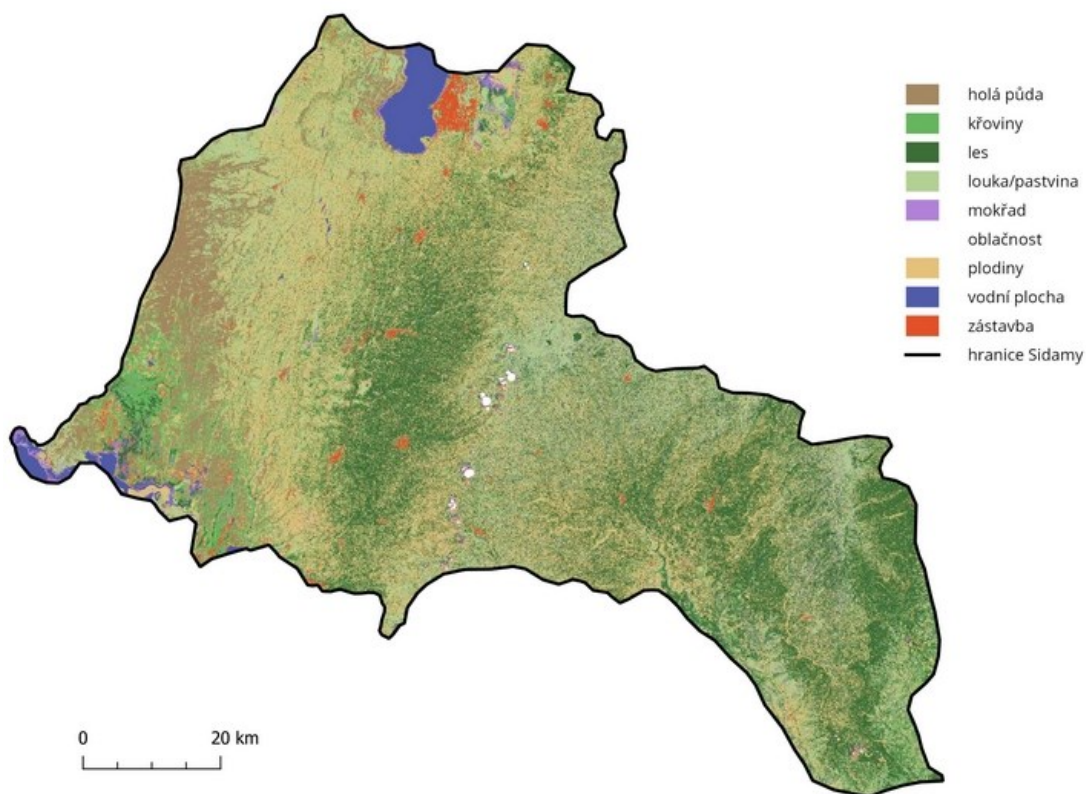 holá půda
křoviny
les
louka/pastvina
mokřad
oblačnost
plodiny
vodní plocha
zástavba
hranice Sidamy
0 20 km